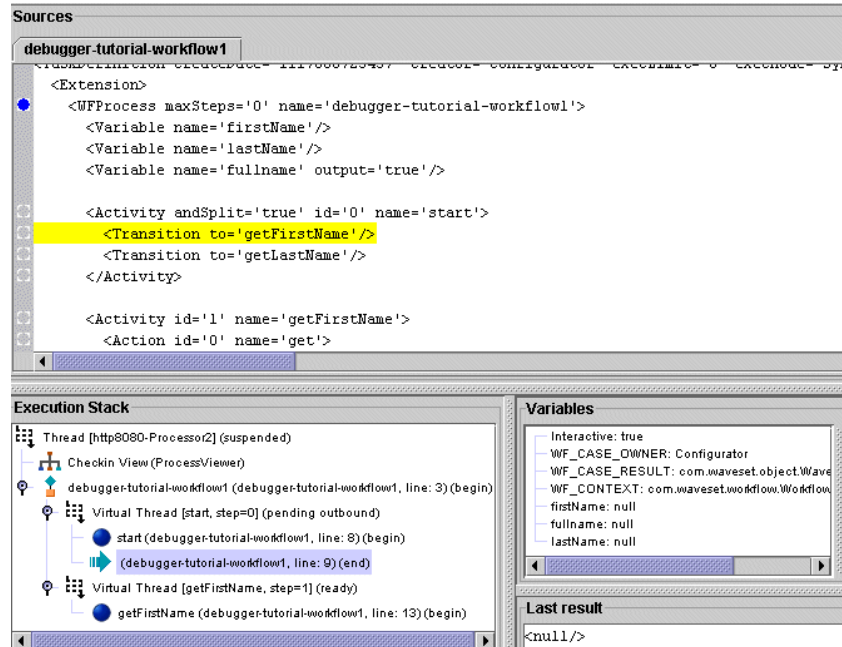 Sources
debugger-tutorial-workflow1
<Extension>
<WFProcess maxSteps='0' name='debugger-tutorial-workflow1'>
<Variable name='firstName'/>
<Variable name='lastName'/>
<Variable name='fullname' output='true'/>
<Activity andSplit='true' id='0' name='start'>
<Transition to='getFirstName'/>
<Transition to='getLastName'/>
</Activity>
<Activity id='1' name='getFirstName'>
<Action id='0' name='get'>
Execution Stack
Thread [http8080-Processor2] (suspended)
Checkin View (ProcessViewer)
debugger-tutorial-workflow1 (debugger-tutorial-workflow1, line: 3) (begin)
Virtual Thread [start, step=0] (pending outbound)
start (debugger-tutorial-workflow1, line: 8) (begin)
(debugger-tutorial-workflow1, line: 9) (end)
Virtual Thread [getFirstName, step=1] (ready)
getFirstName (debugger-tutorial-workflow1, line: 13) (begin)
Variables
Interactive: true
WF_CASE_OWNER: Configurator
WF_CASE_RESULT: com.waveset.object.Wave
WF_CONTEXT: com.waveset.workflow.Workflow
firstName: null
fullname: null
lastName: null
Last result
<null/>